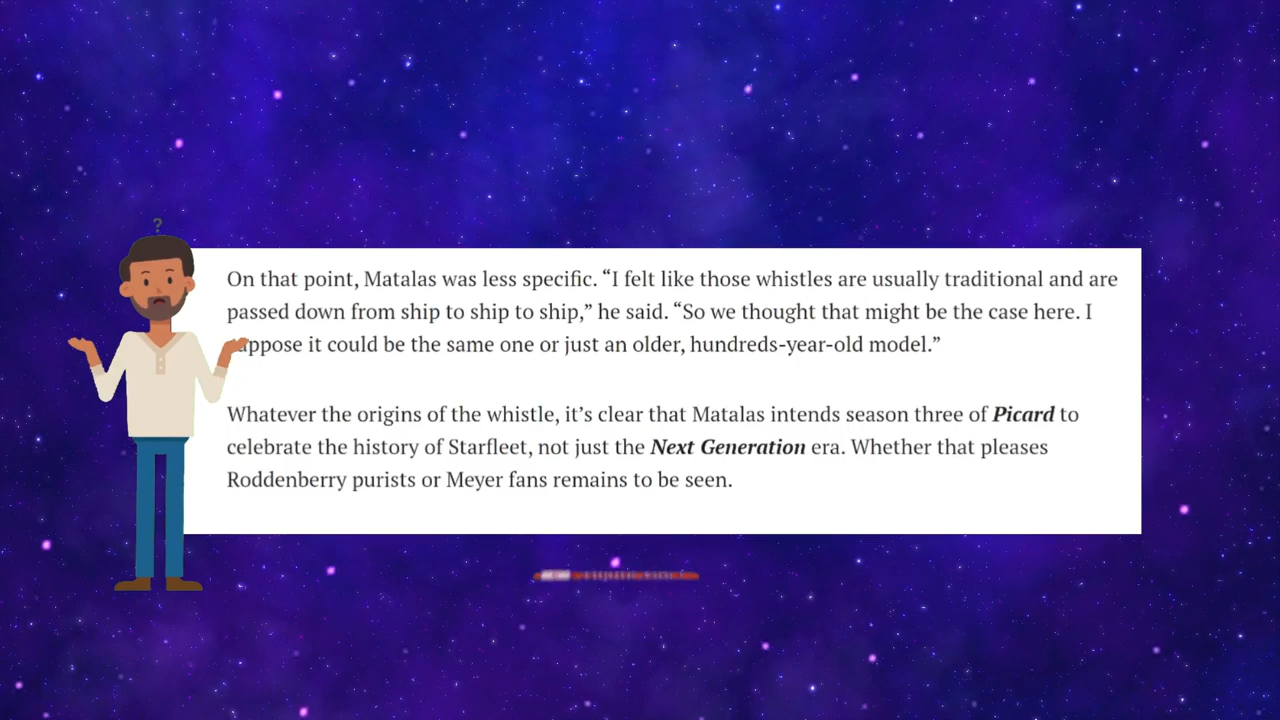 ?
On that point, Matalas was less specific. “I felt like those whistles are usually traditional and are
passed down from ship to ship to ship,” he said. “So we thought that might be the case here. I
it could be the same one or just an older, hundreds-year-old model.”
Whatever the origins of the whistle, it’s clear that Matalas intends season three of Picard to
celebrate the history of Starfleet, not just the Next Generation era. Whether that pleases
Roddenberry purists or Meyer fans remains to be seen.